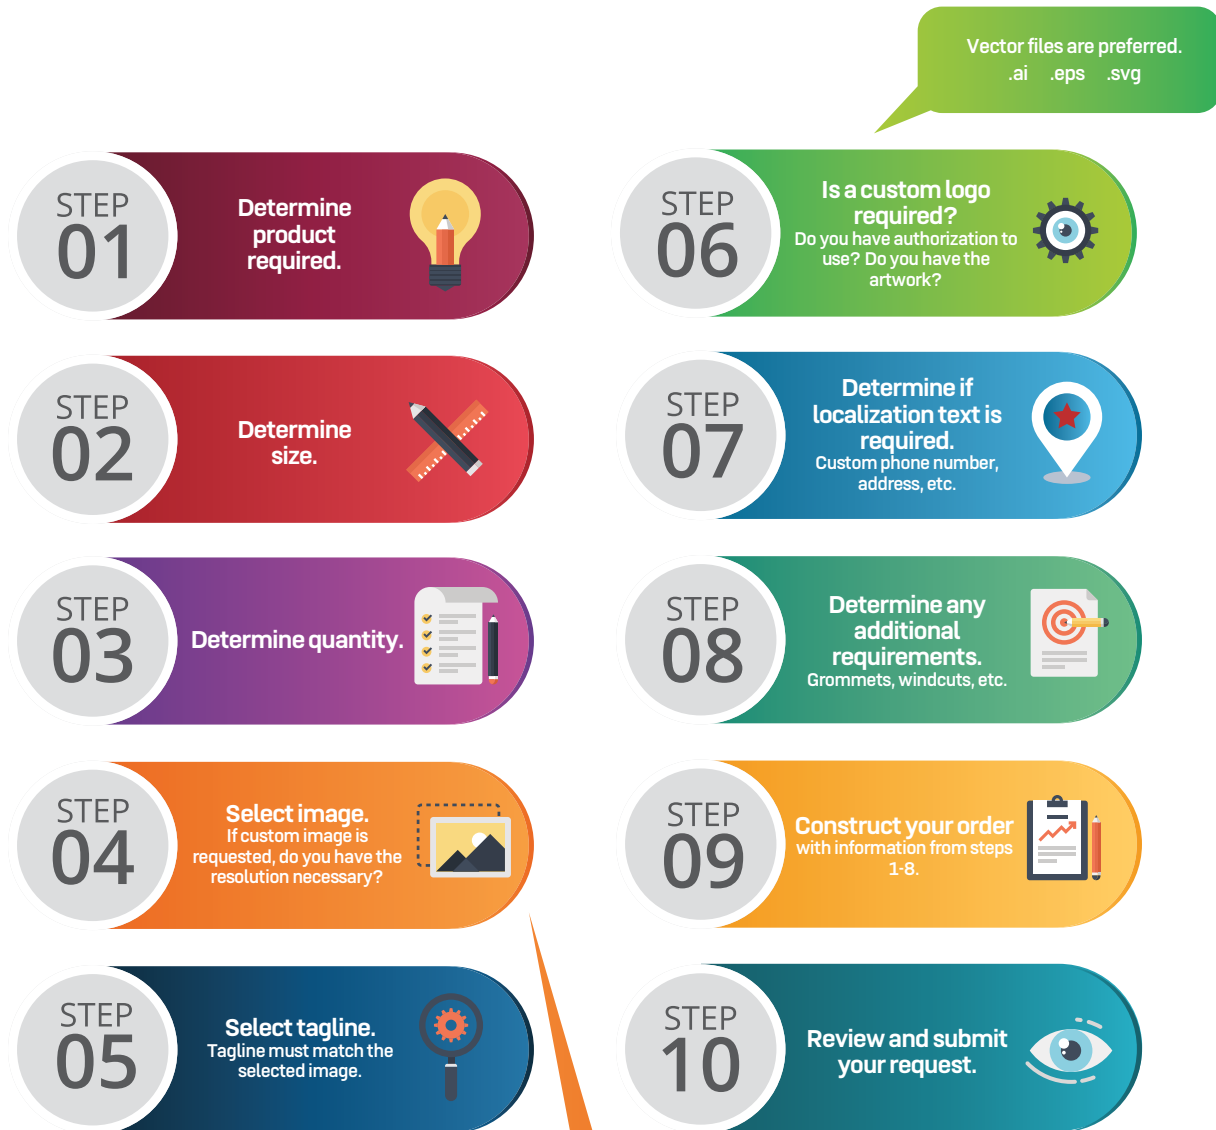 Vector files are preferred.
.ai .eps .svg
STEP
01
Determine
product
required.
STEP
02
Determine
size.
STEP
03
Determine quantity.
STEP
04
Select image.
If custom image is
requested, do you have the
resolution necessary?
STEP
05
Select tagline.
Tagline must match the
selected image.
STEP
06
Is a custom logo
required?
Do you have authorization to
use? Do you have the
artwork?
STEP
07
Determine if
localization text is
required.
Custom phone number,
address, etc.
STEP
08
Determine any
additional
requirements.
Grommets, windcuts, etc.
STEP
09
Construct your order
with information from steps
1-8.
STEP
10
Review and submit
your request.